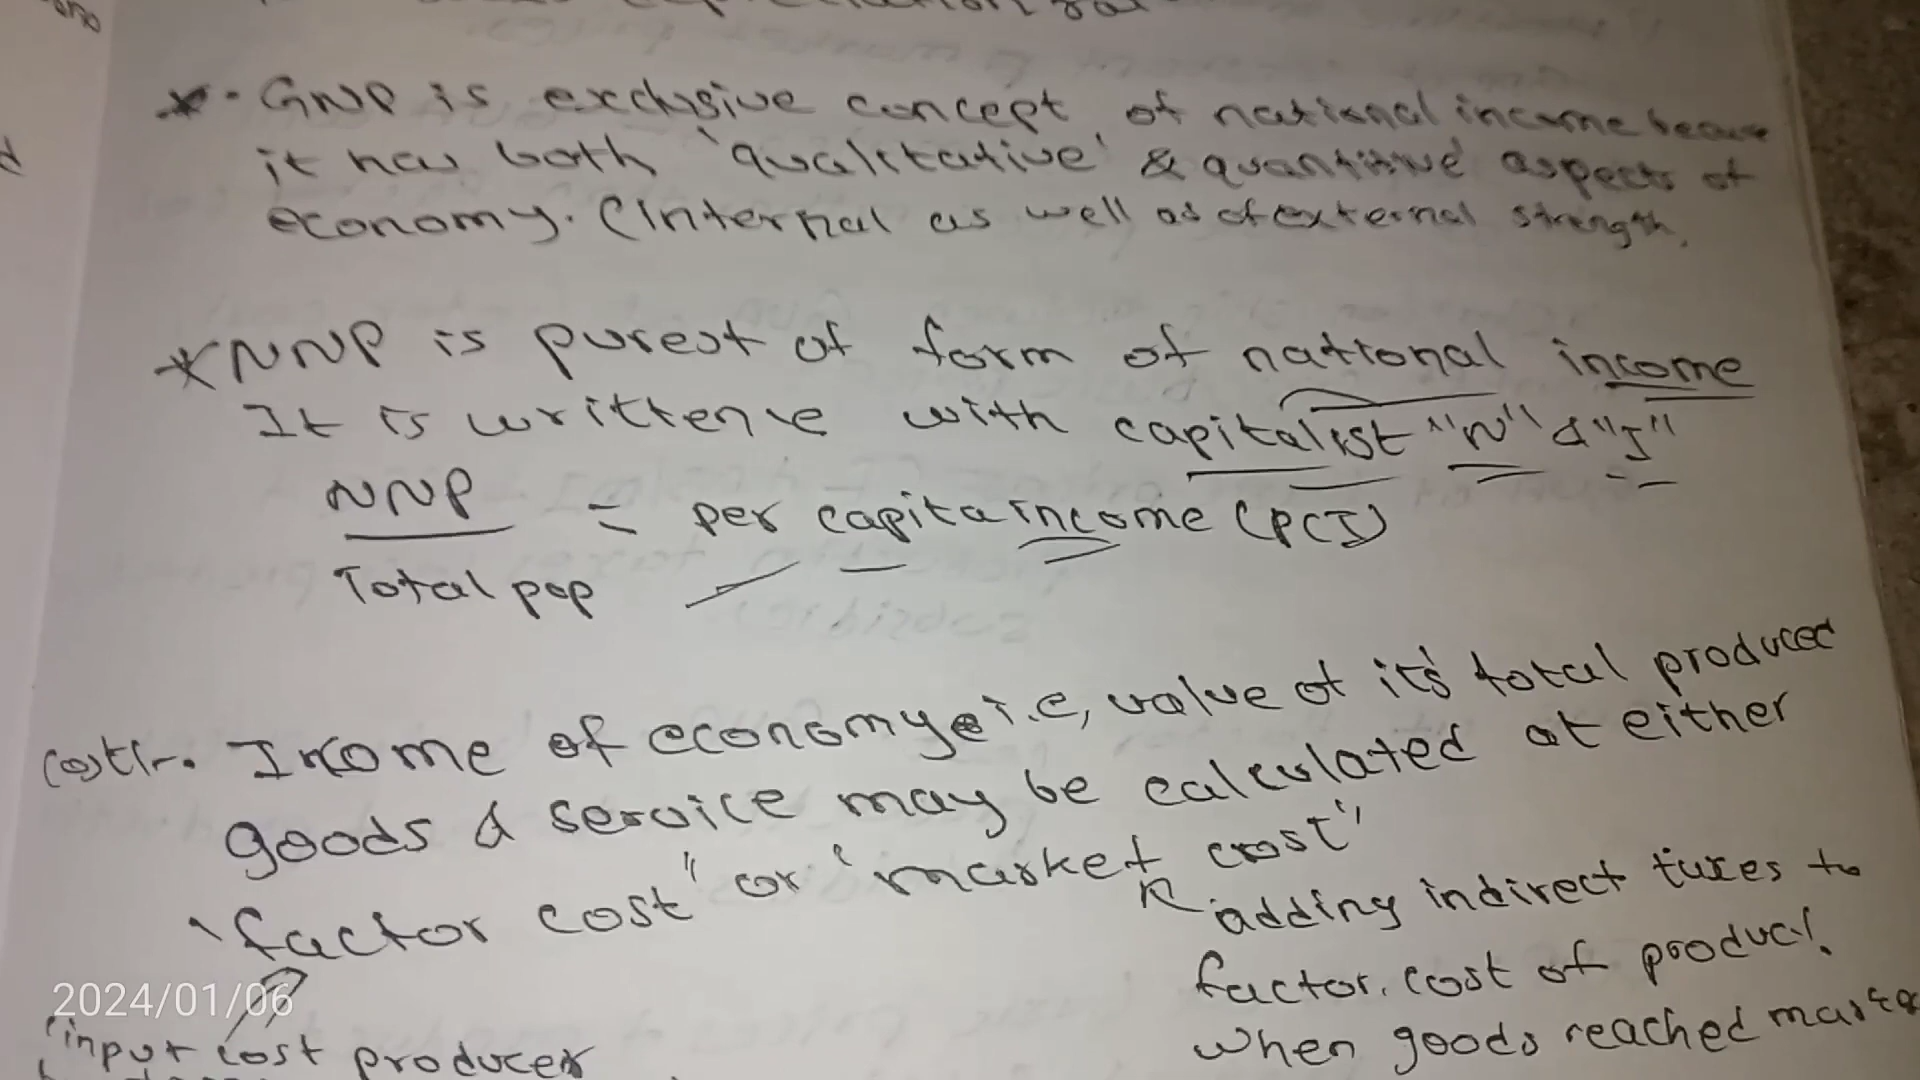 * · GNP is exclusive concept of national income because
it has both 'qualitative' & quantitive aspects of
economy. (Internal as well as of external strength.
* NNP is purest of form of national income
It is writtene with capitalist "N" & "I"
NNP = per capita income (PCI)
Total pop
cost:-. Income of economye i.e, value of it's total produced
goods & service may be calculated at either
'factor cost" or 'market cost"
adding indirect taxes to
factor. cost of product.
when goods reached market
2024/01/06
"input cost producer